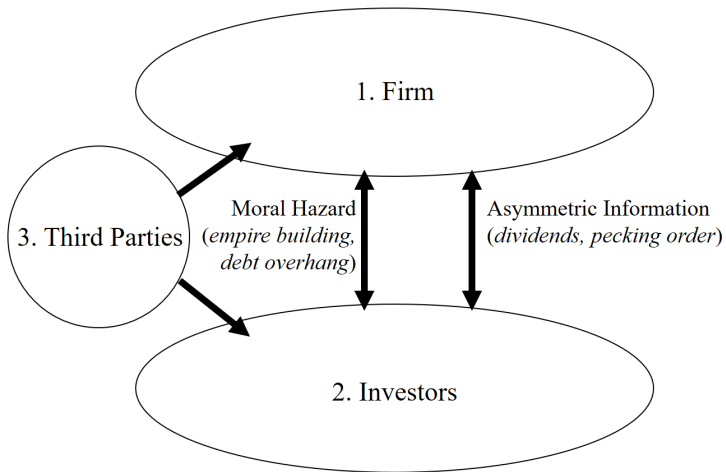 1. Firm
Moral Hazard
(empire building,
debt overhang)
Asymmetric Information
(dividends, pecking order)
3. Third Parties
2. Investors